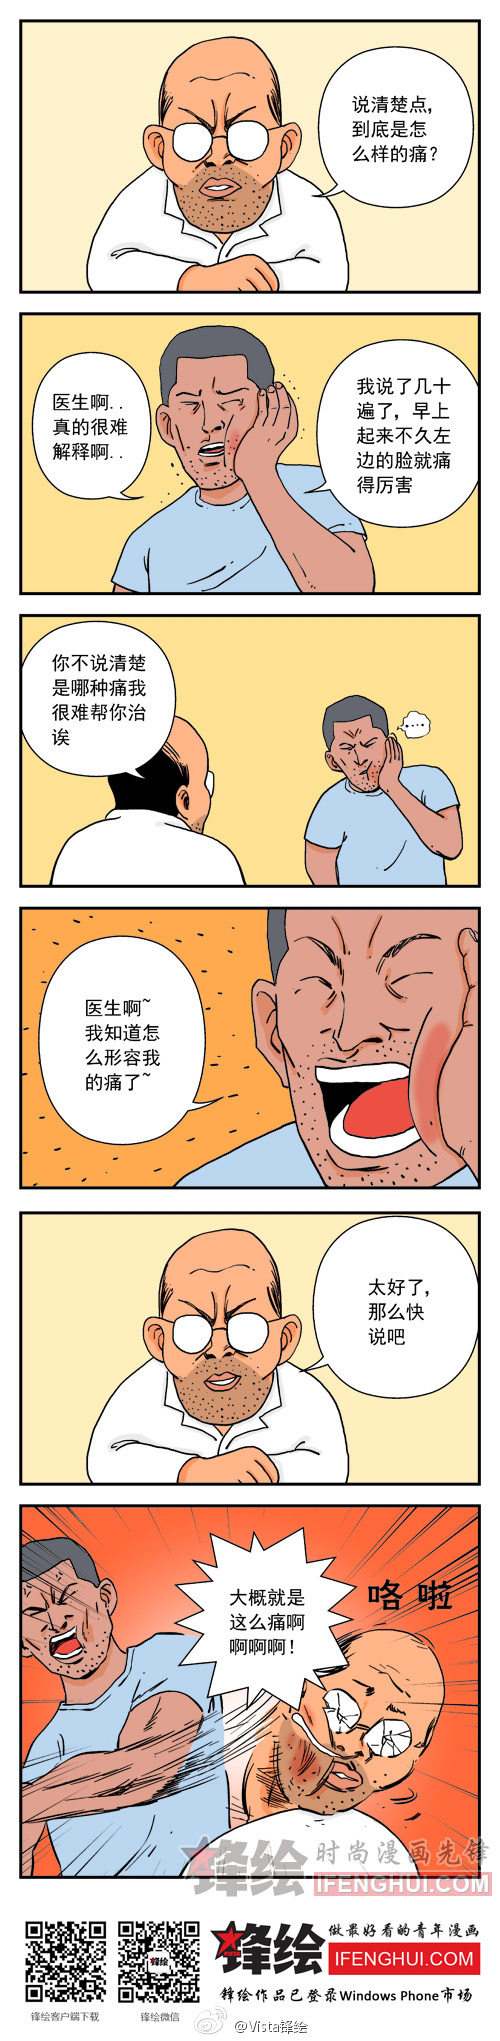 说清楚点，
到底是怎
么样的痛？
医生啊..
真的很难
解释啊..
我说了几十
遍了，早上
起来不久左
边的脸就痛
得厉害
你不说清楚
是哪种痛我
很难帮你治
诶
....
医生啊~
我知道怎
么形容我
的痛了~
太好了，
那么快
说吧
大概就是
这么痛啊
啊啊啊！
咯 啦
锋绘 时尚漫画先锋
IFENGHUI.COM
锋绘
锋绘 做最好看的青年漫画
IFENGHUI.COM
锋绘作品已登录Windows Phone市场
锋绘客户端下载 锋绘微信
@Vista锋绘